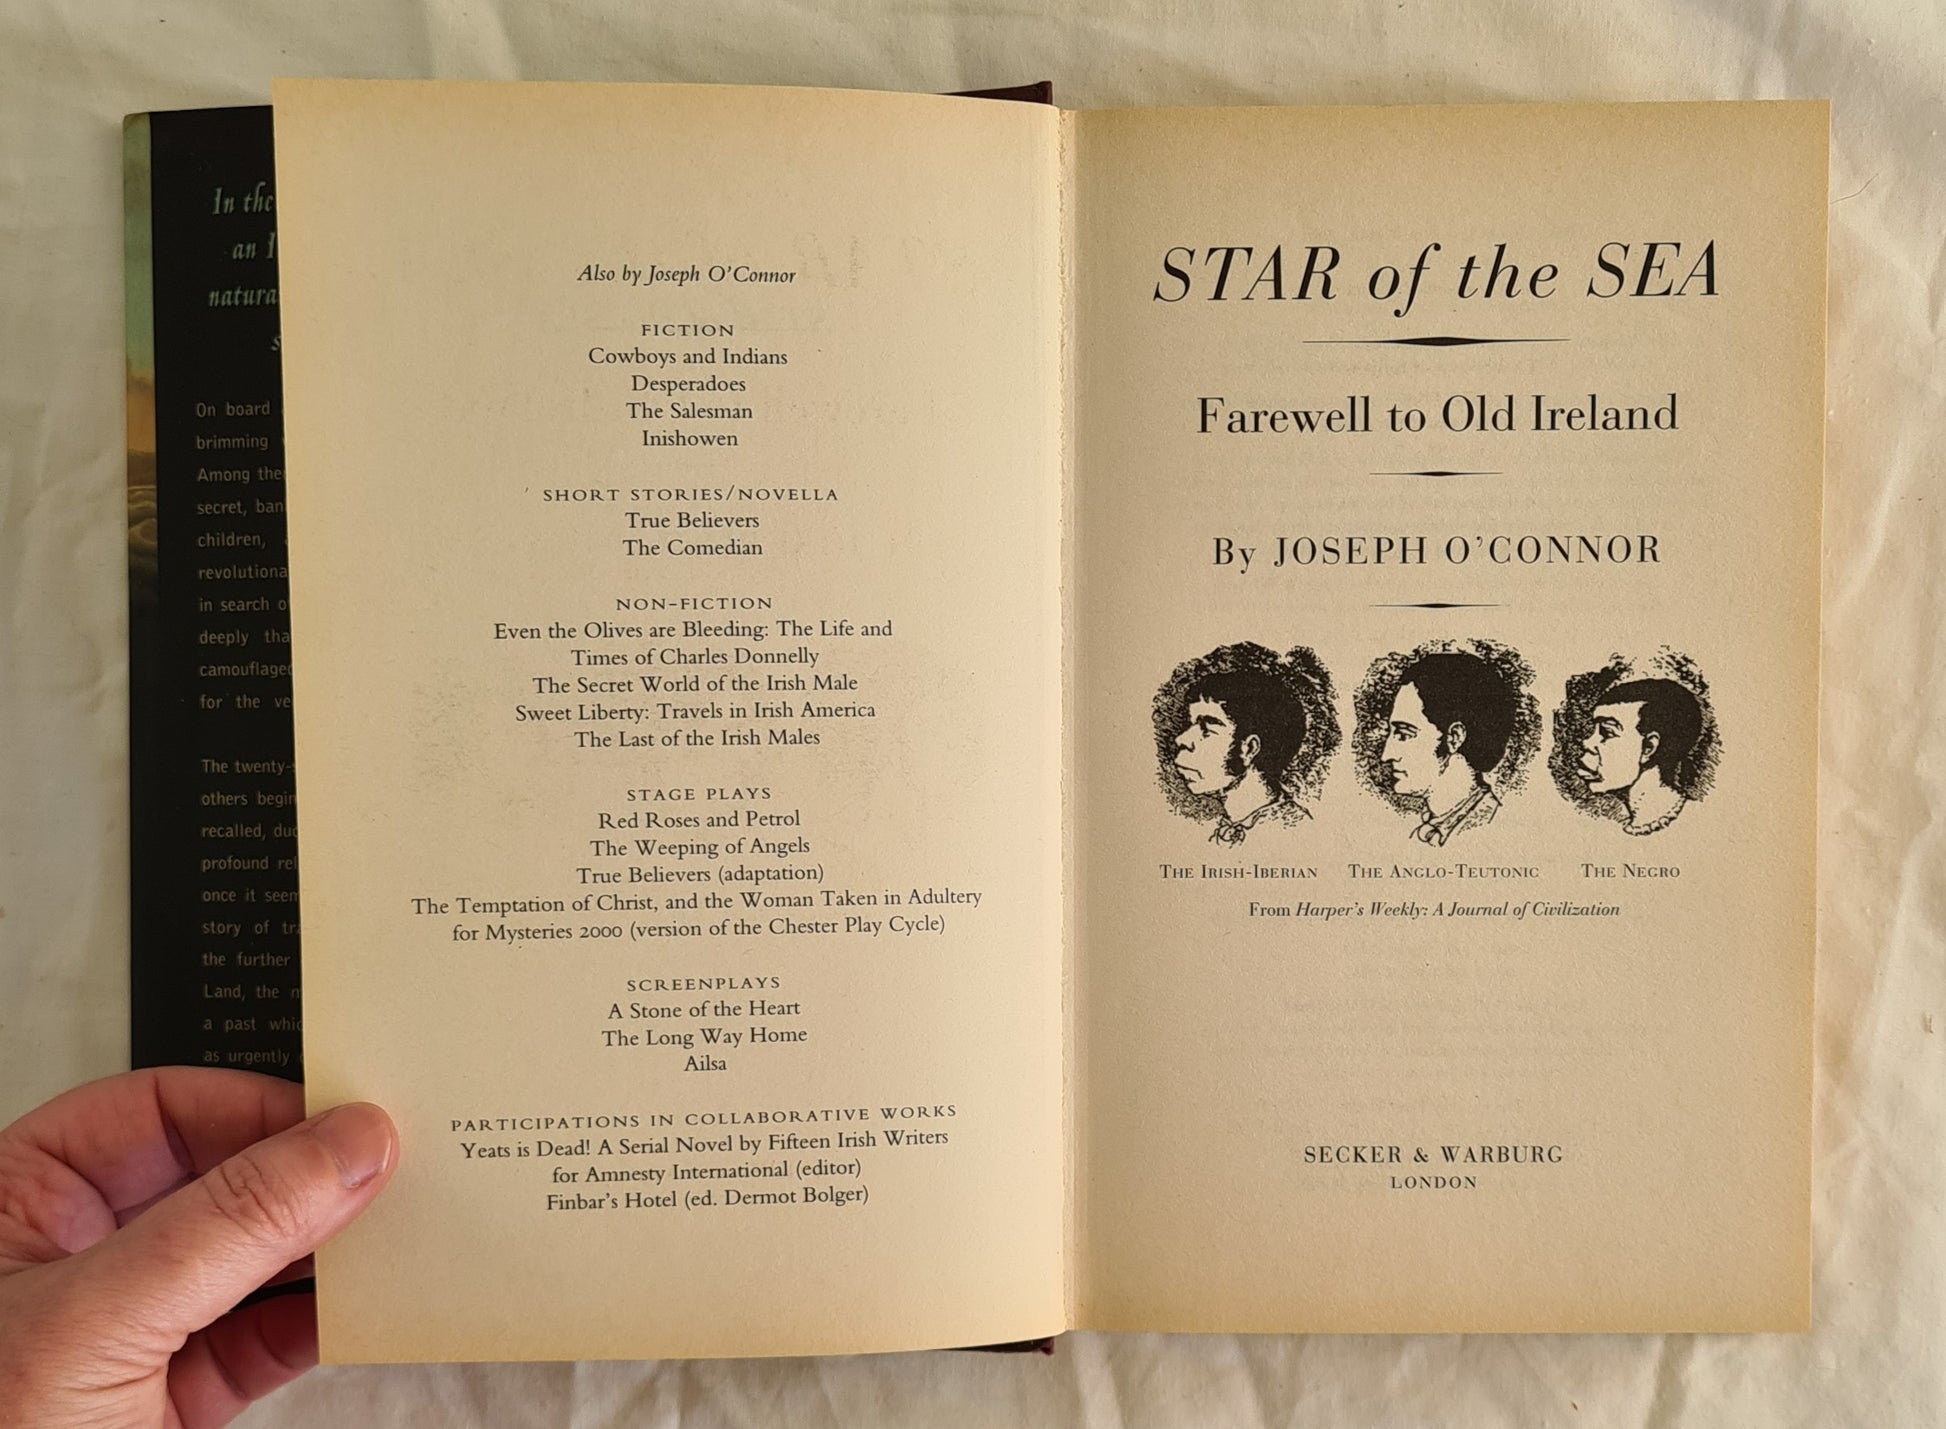 In the
an I
natura
s
On board
brimming
Among the
secret, ban
children,
revolutiona
in search o
deeply tha
camouflaged
for the ve
The twenty-
others begin
recalled, duc
profound rel
once it seem
story of tra
the further
Land, the m
a past whic
as urgently
Also by Joseph O'Connor
FICTION
Cowboys and Indians
Desperadoes
The Salesman
Inishowen
SHORT STORIES/NOVELLA
True Believers
The Comedian
NON-FICTION
Even the Olives are Bleeding: The Life and
Times of Charles Donnelly
The Secret World of the Irish Male
Sweet Liberty: Travels in Irish America
The Last of the Irish Males
STAGE PLAYS
Red Roses and Petrol
The Weeping of Angels
True Believers (adaptation)
The Temptation of Christ, and the Woman Taken in Adultery
for Mysteries 2000 (version of the Chester Play Cycle)
SCREENPLAYS
A Stone of the Heart
The Long Way Home
Ailsa
PARTICIPATIONS IN COLLABORATIVE WORKS
Yeats is Dead! A Serial Novel by Fifteen Irish Writers
for Amnesty International (editor)
Finbar's Hotel (ed. Dermot Bolger)
STAR of the SEA
Farewell to Old Ireland
By JOSEPH O'CONNOR
The Irish-Iberian The Anglo-Teutonic The Negro
From Harper's Weekly: A Journal of Civilization
SECKER & WARBURG
LONDON